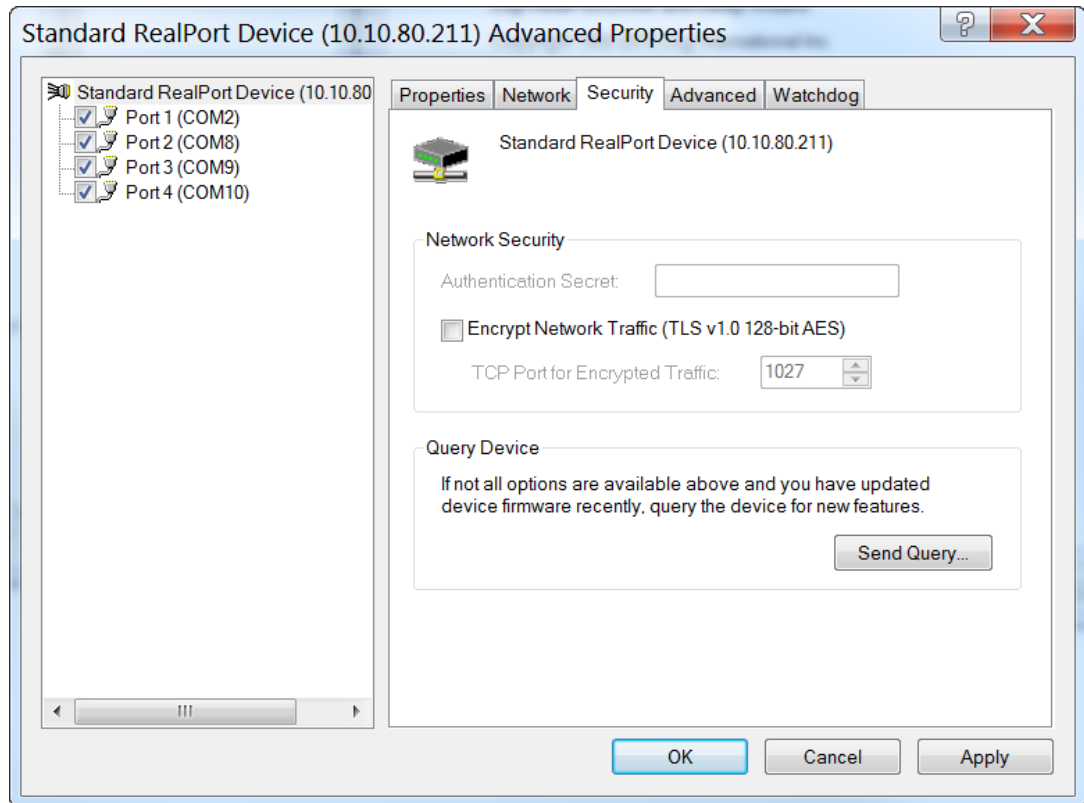 Standard RealPort Device (10.10.80.211) Advanced Properties
Standard RealPort Device (10.10.80
Port 1 (COM2)
Port 2 (COM8)
Port 3 (COM9)
Port 4 (COM10)
Properties Network Security Advanced Watchdog
Standard RealPort Device (10.10.80.211)
Network Security
Authentication Secret:
Encrypt Network Traffic (TLS v1.0 128-bit AES)
TCP Port for Encrypted Traffic: 1027
Query Device
If not all options are available above and you have updated
device firmware recently, query the device for new features.
Send Query...
OK Cancel Apply